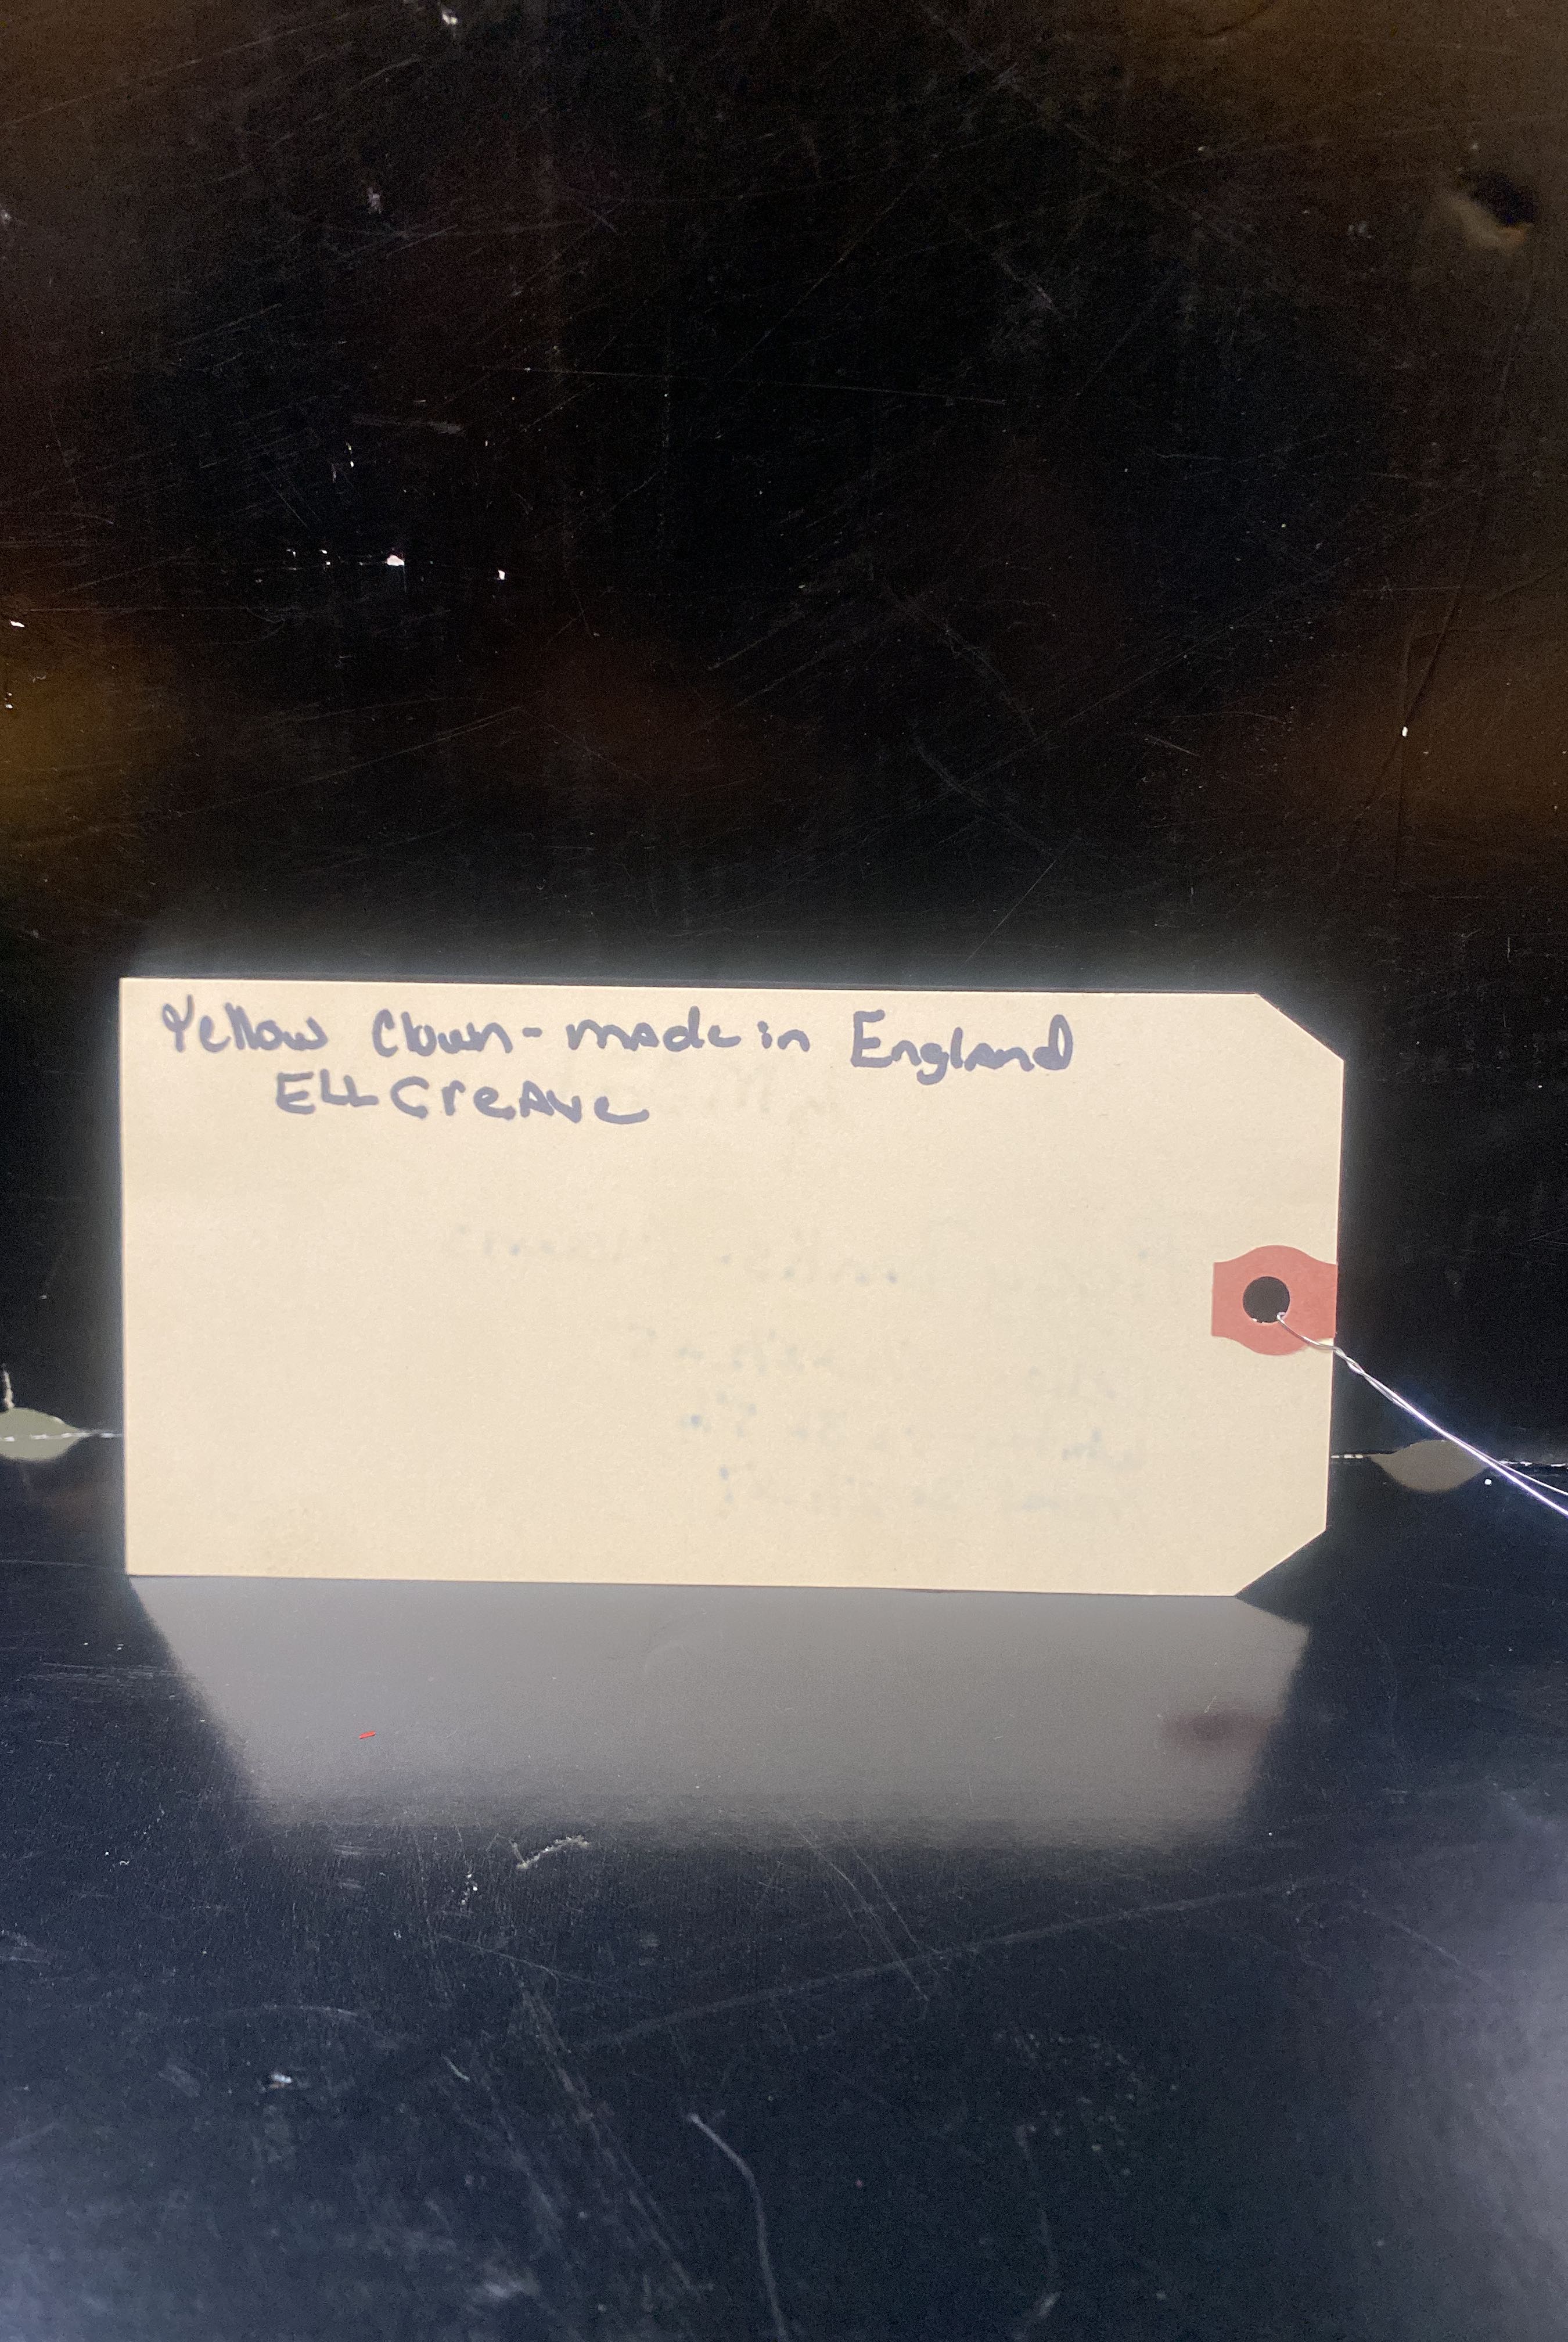 Yellow Clown - made in England
ELLGreAve